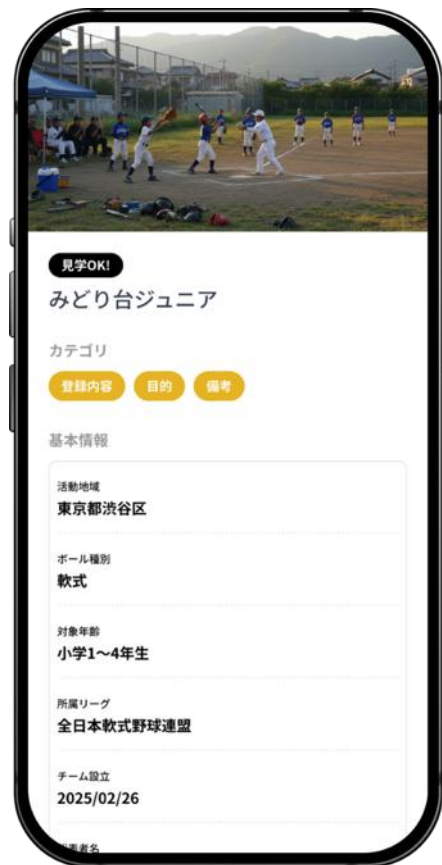 見学OK!
みどり台ジュニア
カテゴリ
登録内容
目的
備考
基本情報
活動地域
東京都渋谷区
ボール種別
軟式
対象年齢
小学1〜4年生
所属リーグ
全日本軟式野球連盟
チーム設立
2025/02/26
者名